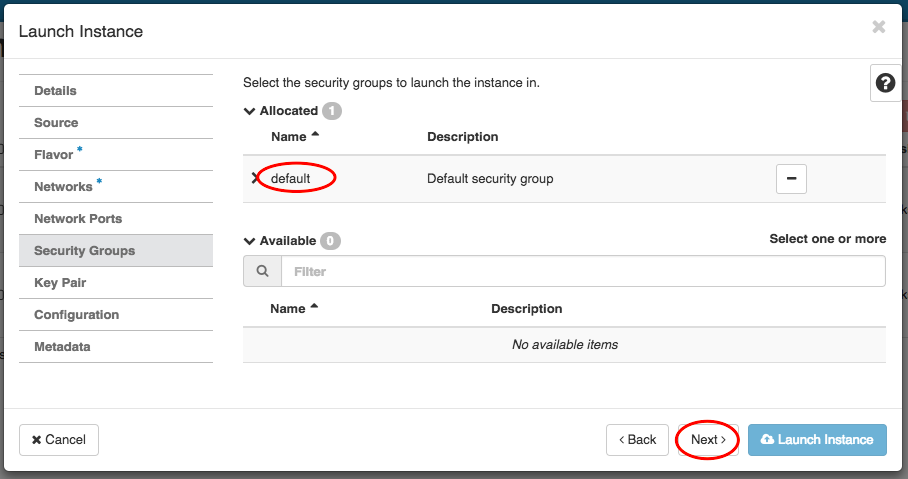 Launch Instance
Details
Source
Flavor *
Networks *
Network Ports
Security Groups
Key Pair
Configuration
Metadata
Select the security groups to launch the instance in.
Allocated 1
Name Description
default Default security group
Available 0 Select one or more
Filter
Name Description
No available items
Cancel
Back
Next
Launch Instance